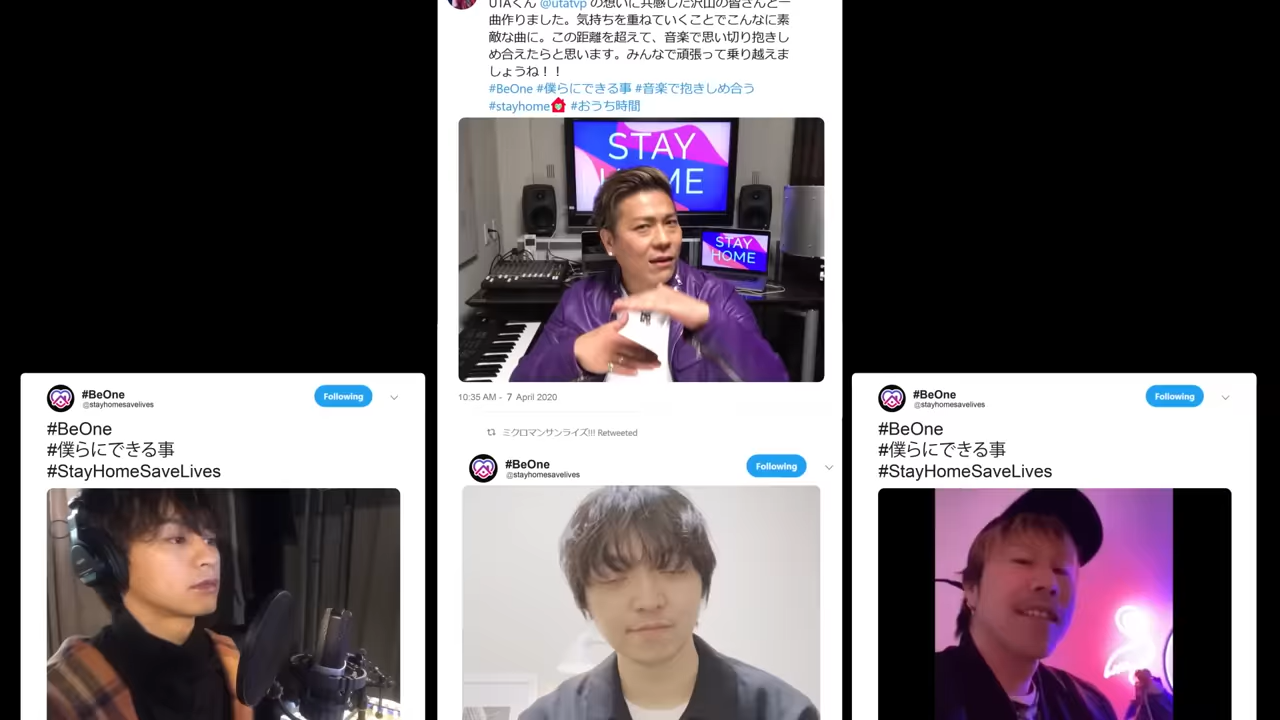 UTAくん @utatvp の想いに共感した沢山の皆さんと一
曲作りました。気持ちを重ねていくことでこんなに素
敵な曲に。この距離を超えて、音楽で思い切り抱きし
め合えたらと思います。みんなで頑張って乗り越えま
しょうね！！
#BeOne #僕らにできる事 #音楽で抱きしめ合う
#stayhome #おうち時間
STAY
HOME
STAY
HOME
10:35 AM - 7 April 2020
ミクロマンサンライズ!!! Retweeted
#BeOne
@stayhomesavelives
Following
#BeOne
@stayhomesavelives
Following
#BeOne
#僕らにできる事
#StayHomeSaveLives
#BeOne
@stayhomesavelives
Following
#BeOne
#僕らにできる事
#StayHomeSaveLives